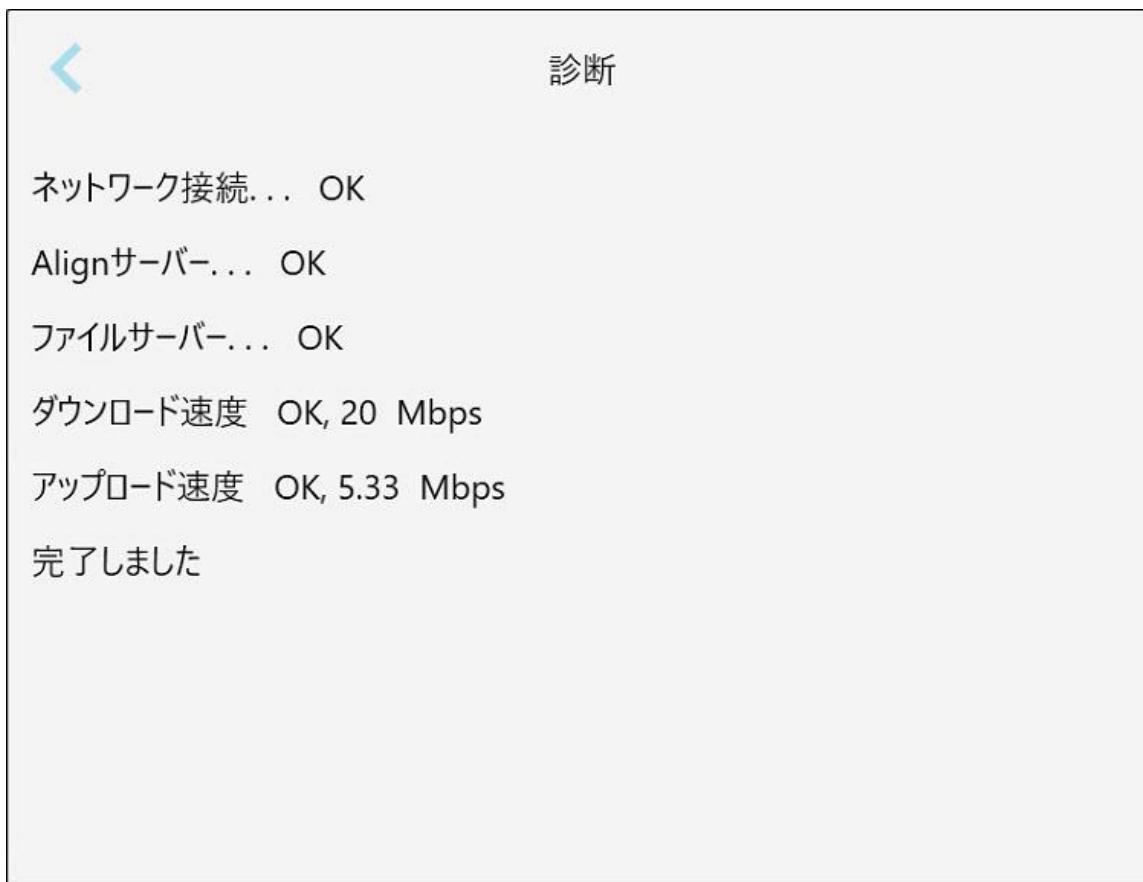 診断
ネットワーク接続... OK
Alignサーバー... OK
ファイルサーバー... OK
ダウンロード速度 OK, 20 Mbps
アップロード速度 OK, 5.33 Mbps
完了しました